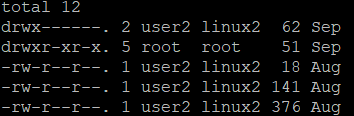 total 12
drwx------. 2 user2 linux2  62 Sep
drwxr-xr-x. 5 root  root    51 Sep
-rw-r--r--. 1 user2 linux2  18 Aug
-rw-r--r--. 1 user2 linux2 141 Aug
-rw-r--r--. 1 user2 linux2 376 Aug